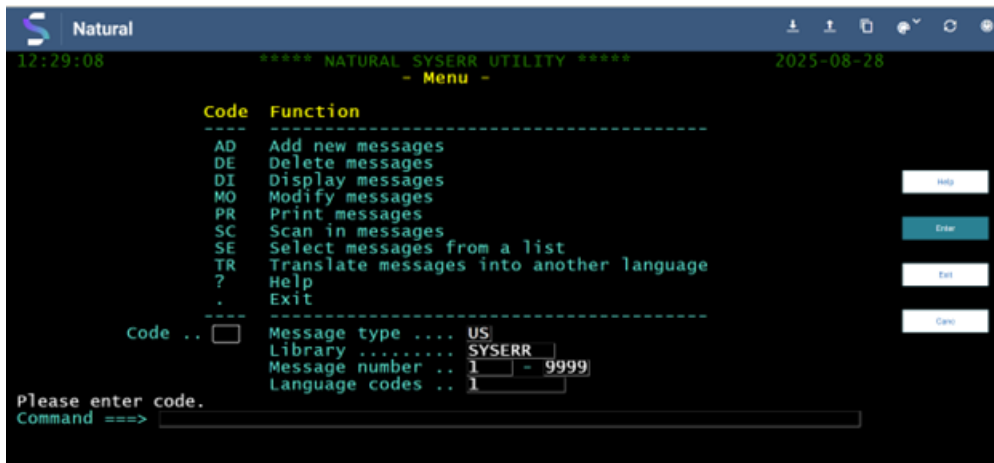 Natural
12:29:08 ***** NATURAL SYSERR UTILITY ***** 2025-08-28
- Menu -
Code Function
---- ----------------------------------------
AD Add new messages
DE Delete messages
DI Display messages
MO Modify messages
PR Print messages
SC Scan in messages
SE Select messages from a list
TR Translate messages into another language
? Help
. Exit
---- ----------------------------------------
Code .. Message type .... US
Library ......... SYSERR
Message number .. 1 - 9999
Language codes .. 1
Please enter code.
Command ===>
Help
Enter
Exit
Canc